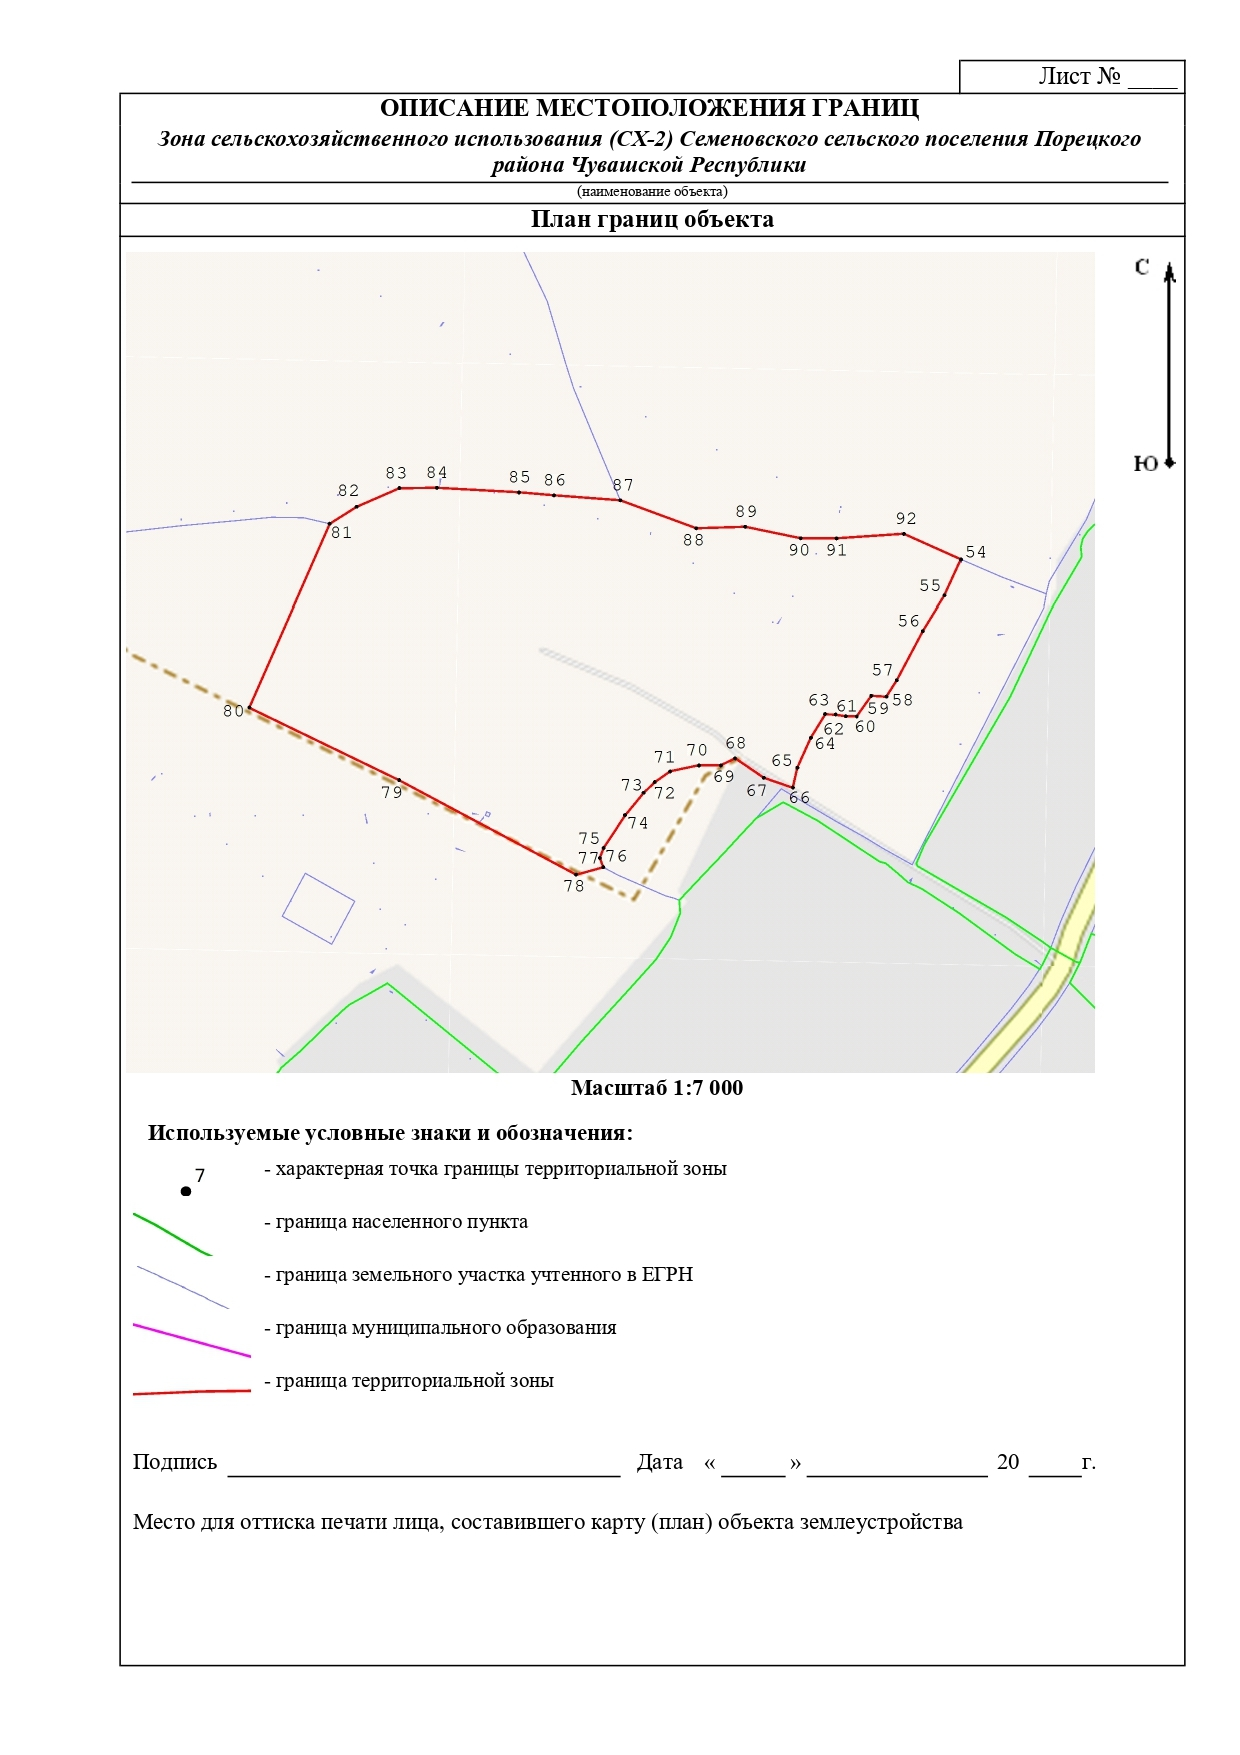 Лист № ____
ОПИСАНИЕ МЕСТОПОЛОЖЕНИЯ ГРАНИЦ
Зона сельскохозяйственного использования (СХ-2) Семеновского сельского поселения Порецкого
района Чувашской Республики
(наименование объекта)
План границ объекта
С
Ю
83 84
85 86
87
82
81
89
88
92
90 91
54
55
56
57
58
59
63
61
62
60
64
80
68
70
71
65
69
67
66
79
73
72
74
75
77 76
78
Масштаб 1:7 000
Используемые условные знаки и обозначения:
7
- характерная точка границы территориальной зоны
- граница населенного пункта
- граница земельного участка учтенного в ЕГРН
- граница муниципального образования
- граница территориальной зоны
Подпись ____ Дата « ____ » ____ 20 ____ г.
Место для оттиска печати лица, составившего карту (план) объекта землеустройства